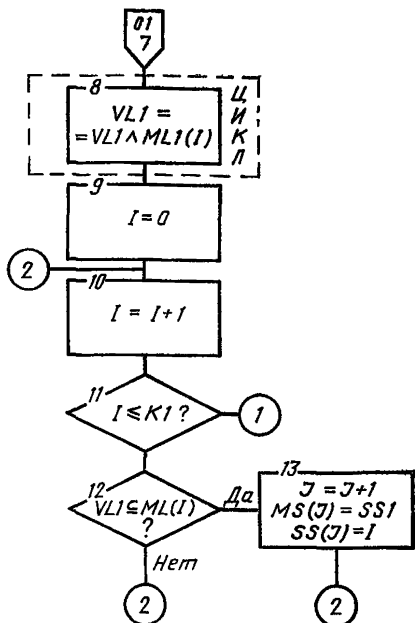 01
7
8
VL1 =
= VL1 ∧ ML1(I)
ЦИКЛ
9
I = 0
2
10
I = I+1
11
I ≤ K1 ?
1
12
VL1 ⊆ ML(I)
?
Да
13
J = J+1
MS(J) = SS1
SS(J) = I
Нет
2
2